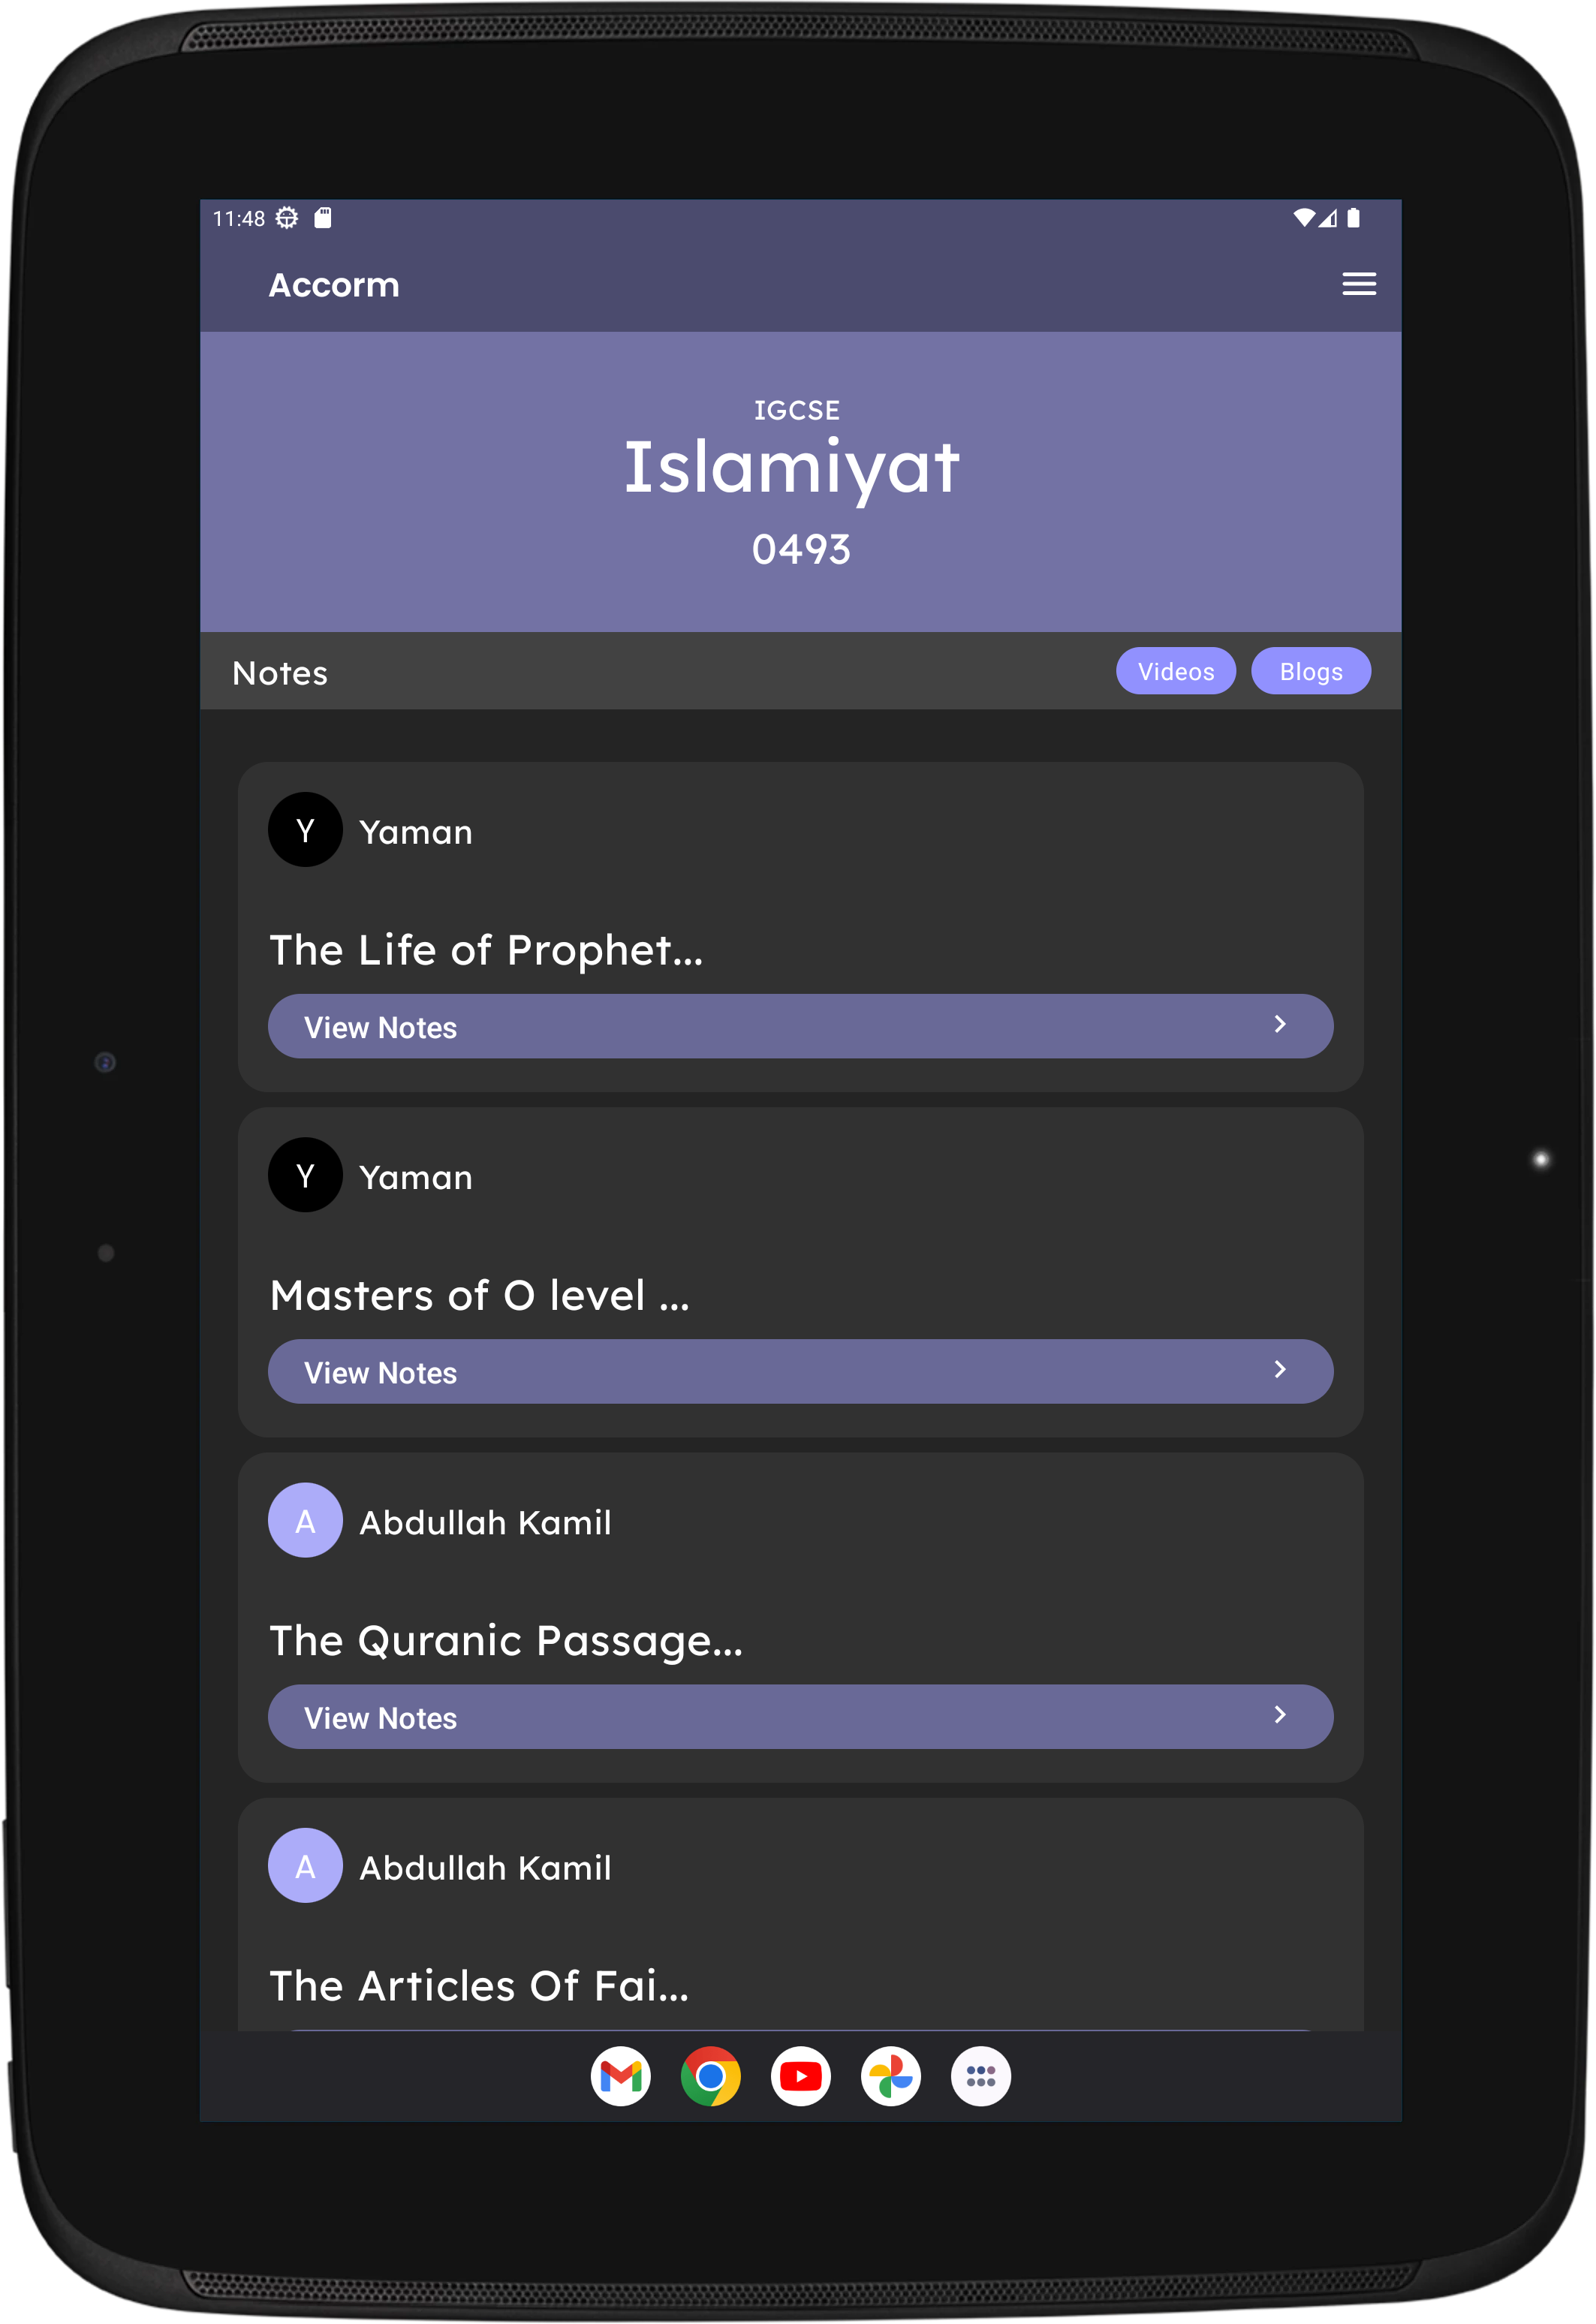 11:48
Accorm
IGCSE
Islamiyat
0493
Notes
Videos
Blogs
Y
Yaman
The Life of Prophet...
View Notes
Y
Yaman
Masters of O level ...
View Notes
A
Abdullah Kamil
The Quranic Passage...
View Notes
A
Abdullah Kamil
The Articles Of Fai...